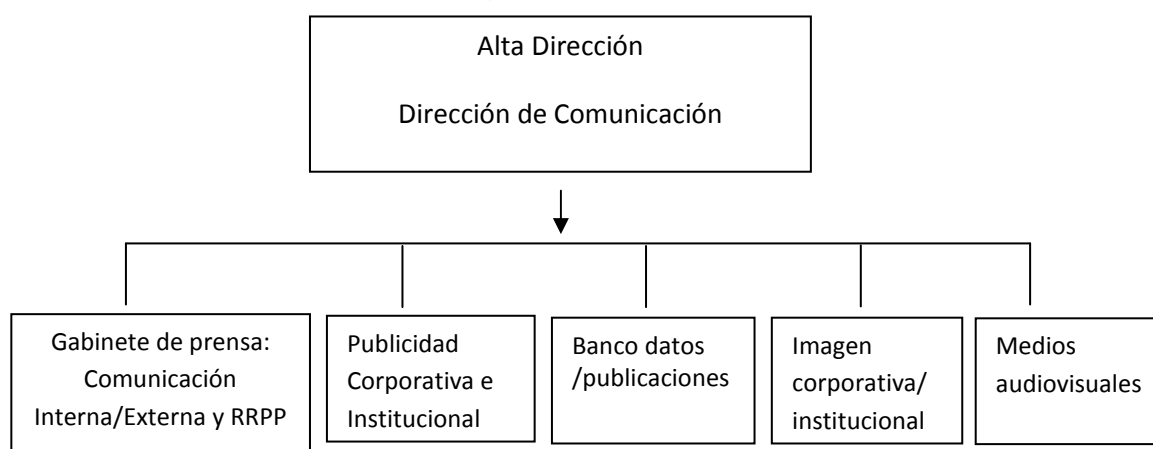 Alta Dirección
Dirección de Comunicación
Gabinete de prensa:
Comunicación
Interna/Externa y RRPP
Publicidad
Corporativa e
Institucional
Banco datos
/publicaciones
Imagen
corporativa/
institucional
Medios
audiovisuales